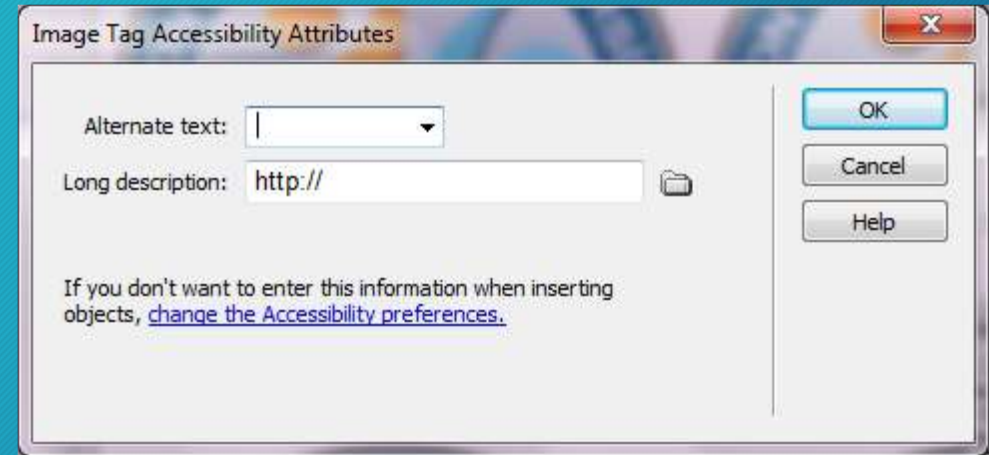 Image Tag Accessibility Attributes
Alternate text:
Long description: http://
If you don't want to enter this information when inserting
objects, change the Accessibility preferences.
OK
Cancel
Help